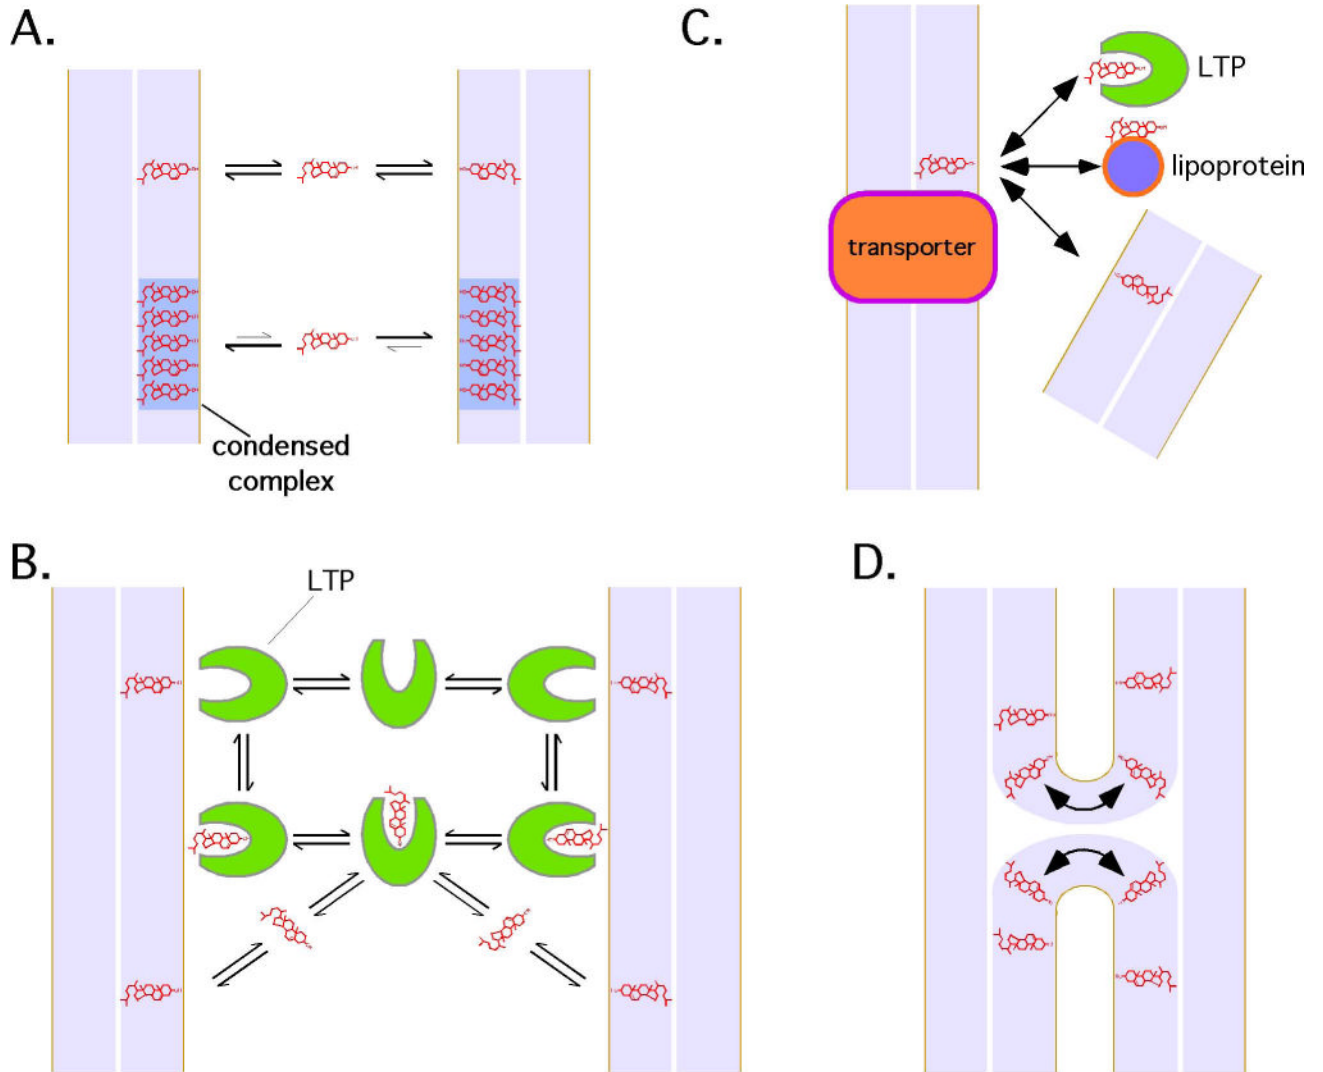 A.
condensed
complex
C.
LTP
lipoprotein
transporter
B.
LTP
D.